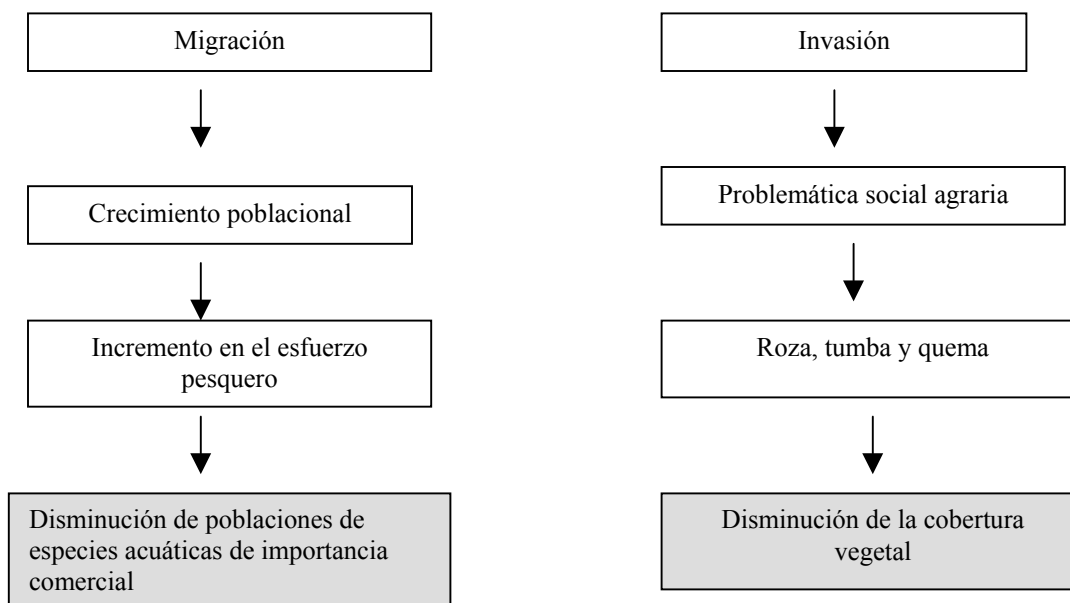 Migración
Crecimiento poblacional
Incremento en el esfuerzo
pesquero
Disminución de poblaciones de
especies acuáticas de importancia
comercial
Invasión
Problemática social agraria
Roza, tumba y quema
Disminución de la cobertura
vegetal